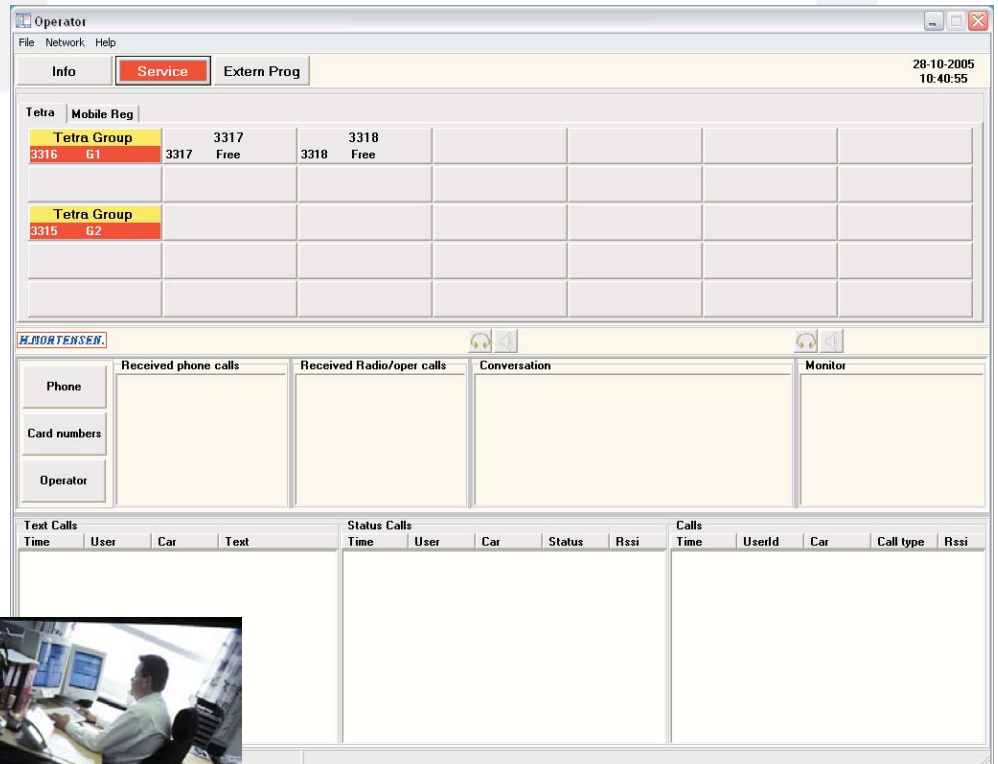 Operator
File Network Help
Info Service Extern Prog
28-10-2005
10:40:55
Tetra Mobile Reg
Tetra Group 3317 3318
3316 G1 3317 Free 3318 Free
Tetra Group
3315 G2
H.MORTENSEN.
Received phone calls Received Radio/oper calls Conversation Monitor
Phone
Card numbers
Operator
Text Calls Status Calls Calls
Time User Car Text Time User Car Status Rssi Time UserId Car Call type Rssi